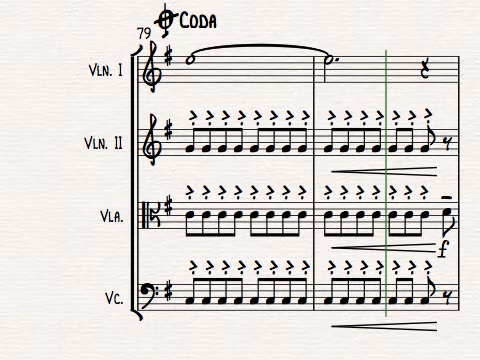 CODA
79
VLN. I
VLN. II
VLA.
f
VC.